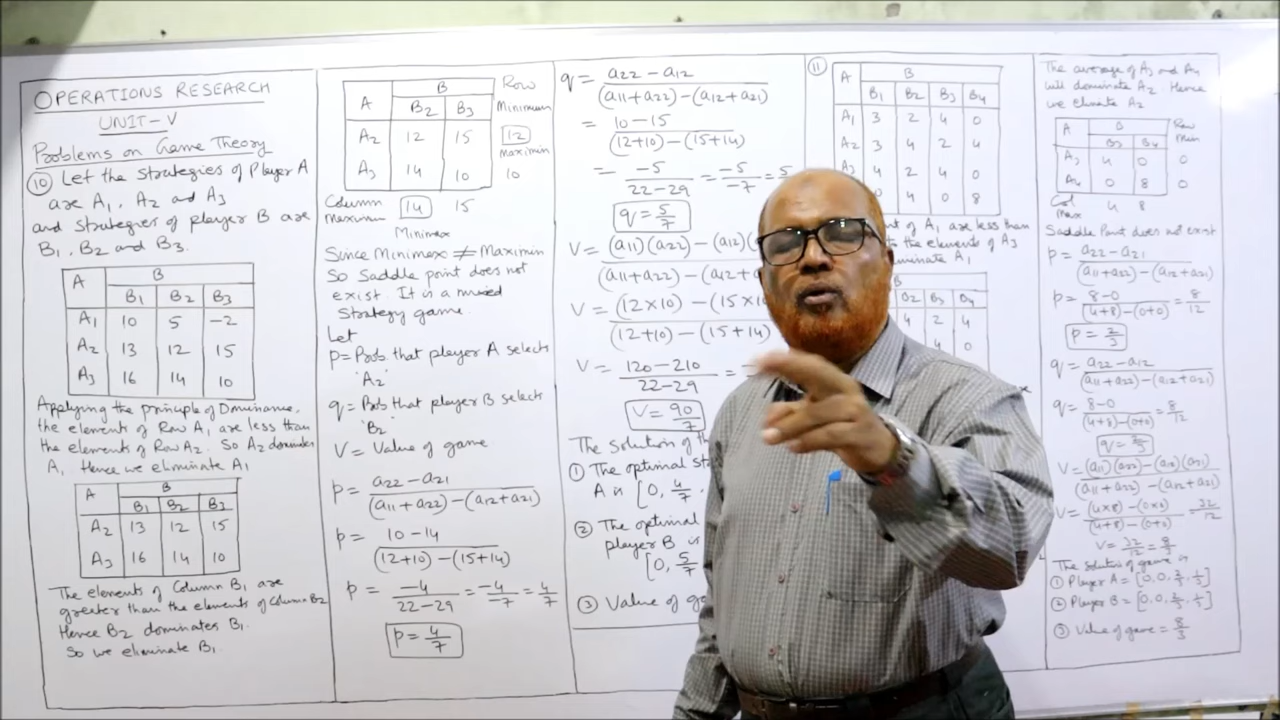 OPERATIONS RESEARCH
UNIT-V
Problems on Game Theory
(10) Let the strategies of Player A
are A1, A2 and A3
and strategies of player B are
B1, B2 and B3.
A B
B1 B2 B3
A1 10 5 -2
A2 13 12 15
A3 16 14 10
Applying the principle of Dominance,
the elements of Row A1 are less than
the elements of Row A2. So A2 dominates
A1 Hence we eliminate A1
A B
B1 B2 B3
A2 13 12 15
A3 16 14 10
The elements of Column B1 are
greater than the elements of Column B2
Hence B2 dominates B1.
So we eliminate B1.
A B Row
B2 B3 Minimum
A2 12 15 12
Maximin
A3 14 10 10
Column
Maximum 14 15
Minimax
Since Minimax ≠ Maximin
So Saddle point does not
exist. It is a mixed
Strategy game.
Let
p = Prob. that player A selects
'A2'
q = Prob that player B selects
'B2
V = Value of game
p = a22 - a21
(a11 + a22) - (a12 + a21)
p = 10 - 14
(12+10) - (15+14)
p = -4/22-29 = -4/-7 = 4/7
p = 4/7
q = a22 - a12
(a11 + a22) - (a12 + a21)
= 10 - 15
(12+10) - (15+14)
= -5/22-29 = -5/-7 = 5
q = 5/7
V = (a11)(a22) - (a12)(
(a11 + a22) - (a12 +
V = (12×10) - (15×
(12+10) - (15+14)
V = 120 - 210
22 - 29
V = 90/7
The solution of
(1) The optimal
A is [0, 4/7,
(2) The optimal
player B is
[0, 5/7
(3) Value of
(11) A B
B1 B2 B3 B4
A1 3 2 4 0
A2 3 4 2 4
A3 4 2 4 0
0 4 0 8
of A1 are less than
the elements of A3
A1
B2 B3 B4
4 2 4
4 0
The average of A3 and A4
will dominate A2. Hence
we elimate A2
A B Row
B3 B4 Min
A3 4 0 0
A4 0 8 0
Col
Max 4 8
Saddle Point does not exist
p = a22 - a21
(a11 + a22) - (a12 + a21)
p = 8-0/(4+8)-(0+0) = 8/12
p = 2/3
q = a22 - a12
(a11 + a22) - (a12 + a21)
q = 8-0/(4+8)-(0+0) = 8/12
q = 2/3
V = (a11)(a22) - (a12)(a21)
(a11 + a22) - (a12 + a21)
V = (4×8) - (0×0)/(4+8) - (0+0) = 32/12
V = 32/12 = 8/3
The solution of game is
(1) Player A = [0, 0, 2/3, 1/3]
(2) Player B = [0, 0, 2/3, 1/3]
(3) Value of game = 8/3